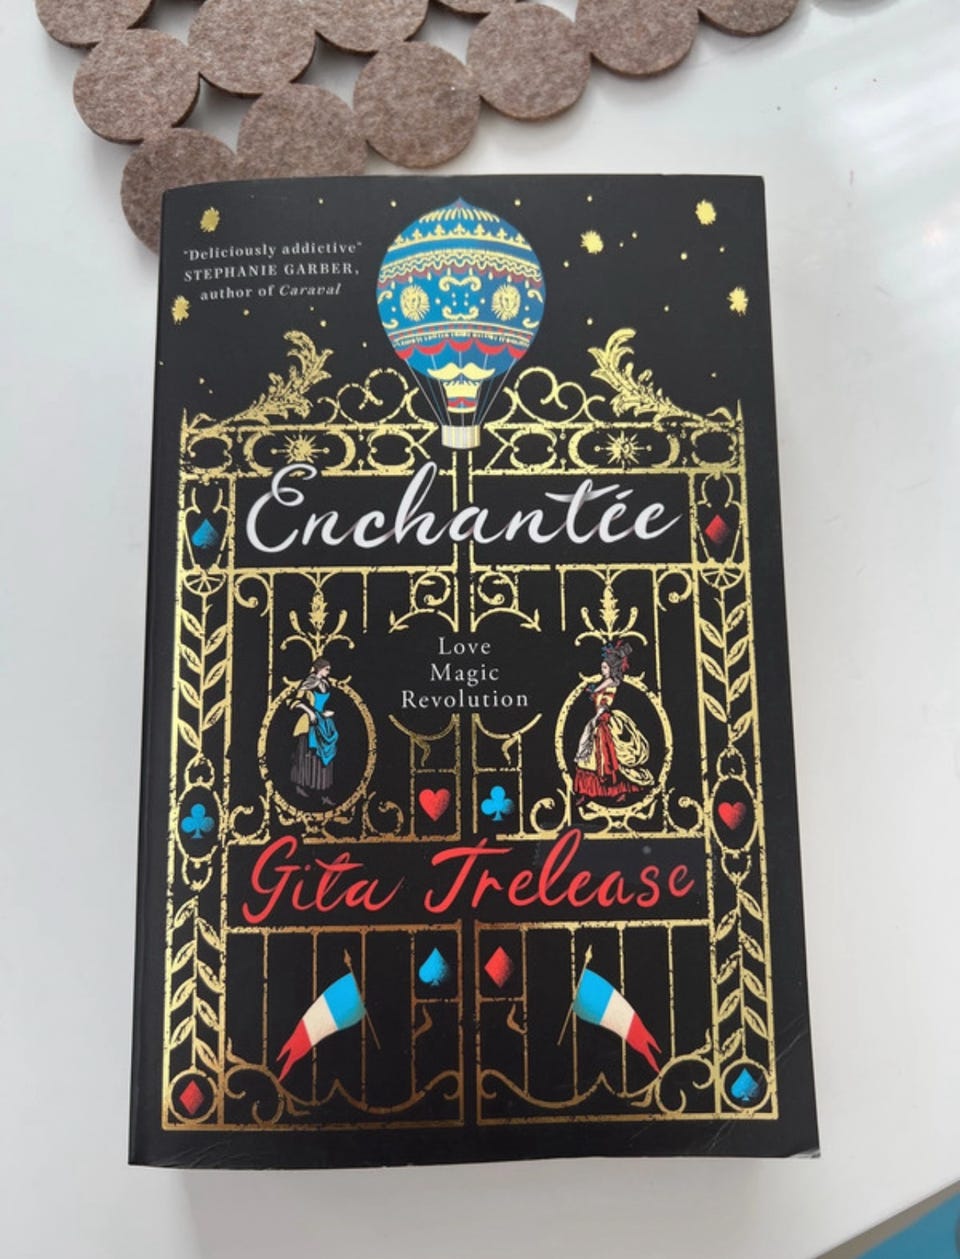 "Deliciously addictive"
STEPHANIE GARBER,
author of Caraval
Enchantée
Love
Magic
Revolution
Gita Trelease